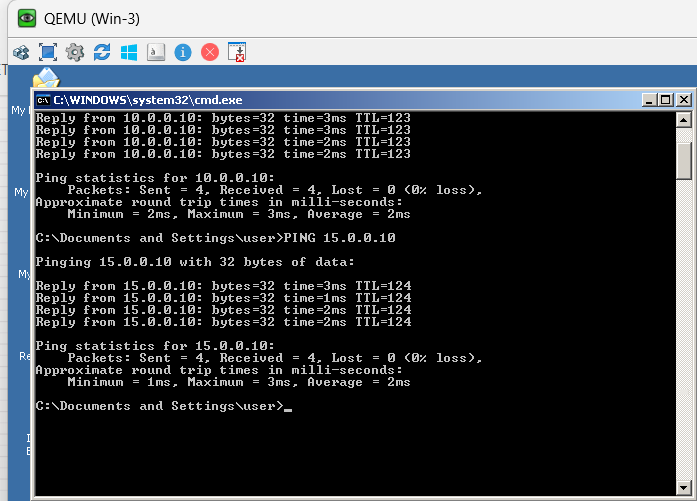 QEMU (Win-3)
C:\WINDOWS\system32\cmd.exe
My
Reply from 10.0.0.10: bytes=32 time=3ms TTL=123
Reply from 10.0.0.10: bytes=32 time=3ms TTL=123
Reply from 10.0.0.10: bytes=32 time=2ms TTL=123
Reply from 10.0.0.10: bytes=32 time=2ms TTL=123
Ping statistics for 10.0.0.10:
Packets: Sent = 4, Received = 4, Lost = 0 (0% loss),
My
Approximate round trip times in milli-seconds:
Minimum = 2ms, Maximum = 3ms, Average = 2ms
C:\Documents and Settings\user>PING 15.0.0.10
Pinging 15.0.0.10 with 32 bytes of data:
My
Reply from 15.0.0.10: bytes=32 time=3ms TTL=124
Reply from 15.0.0.10: bytes=32 time=1ms TTL=124
Reply from 15.0.0.10: bytes=32 time=2ms TTL=124
Reply from 15.0.0.10: bytes=32 time=2ms TTL=124
Ping statistics for 15.0.0.10:
Re
Packets: Sent = 4, Received = 4, Lost = 0 (0% loss),
Approximate round trip times in milli-seconds:
Minimum = 1ms, Maximum = 3ms, Average = 2ms
C:\Documents and Settings\user>_